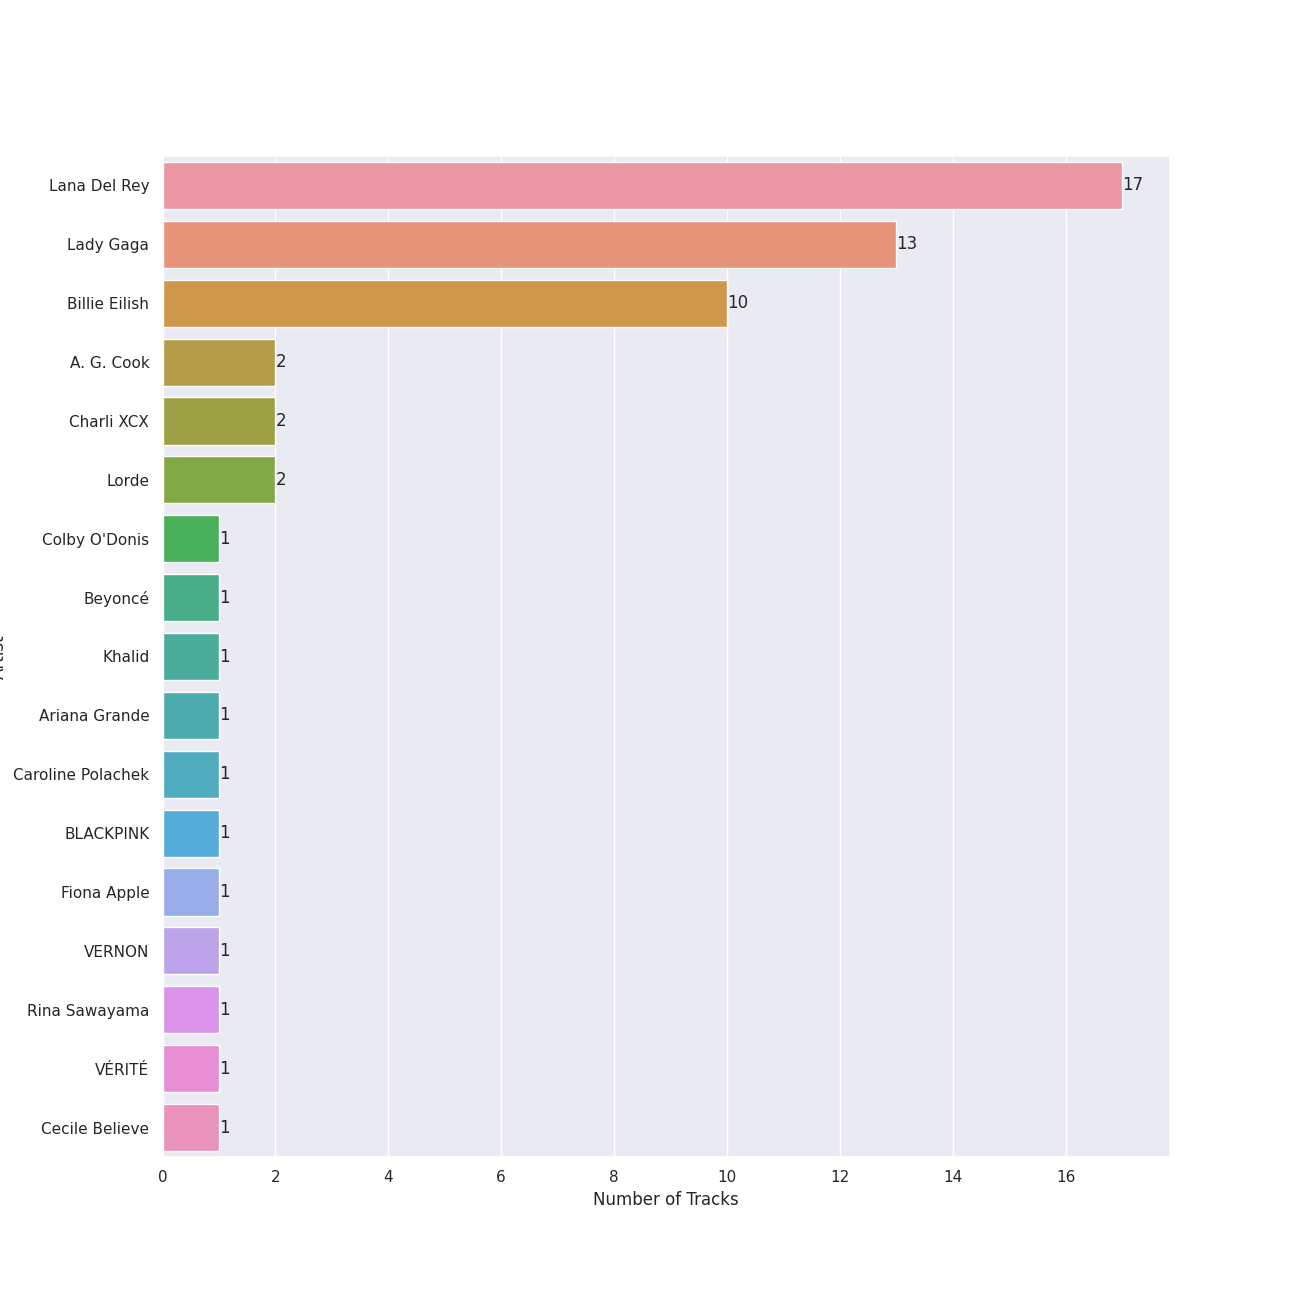 Lana Del Rey 17
Lady Gaga 13
Billie Eilish 10
A. G. Cook 2
Charli XCX 2
Lorde 2
Colby O'Donis 1
Beyoncé 1
Khalid 1
Ariana Grande 1
Caroline Polachek 1
BLACKPINK 1
Fiona Apple 1
VERNON 1
Rina Sawayama 1
VÉRITÉ 1
Cecile Believe 1
0 2 4 6 8 10 12 14 16
Number of Tracks